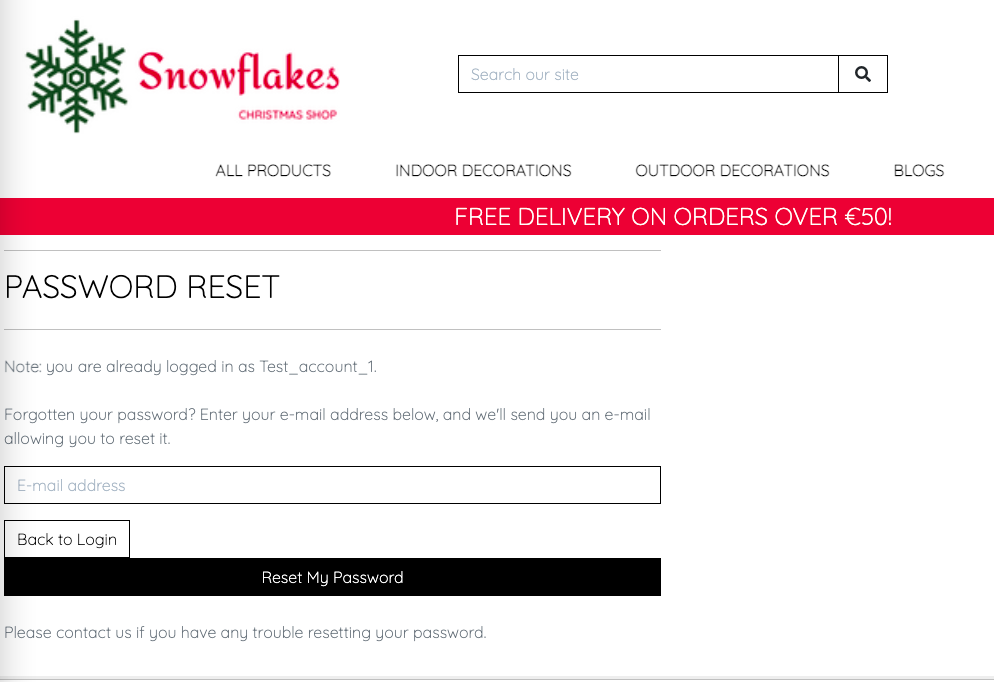 Snowflakes
CHRISTMAS SHOP
Search our site
ALL PRODUCTS INDOOR DECORATIONS OUTDOOR DECORATIONS BLOGS
FREE DELIVERY ON ORDERS OVER €50!
PASSWORD RESET
Note: you are already logged in as Test_account_1.
Forgotten your password? Enter your e-mail address below, and we'll send you an e-mail
allowing you to reset it.
E-mail address
Back to Login
Reset My Password
Please contact us if you have any trouble resetting your password.